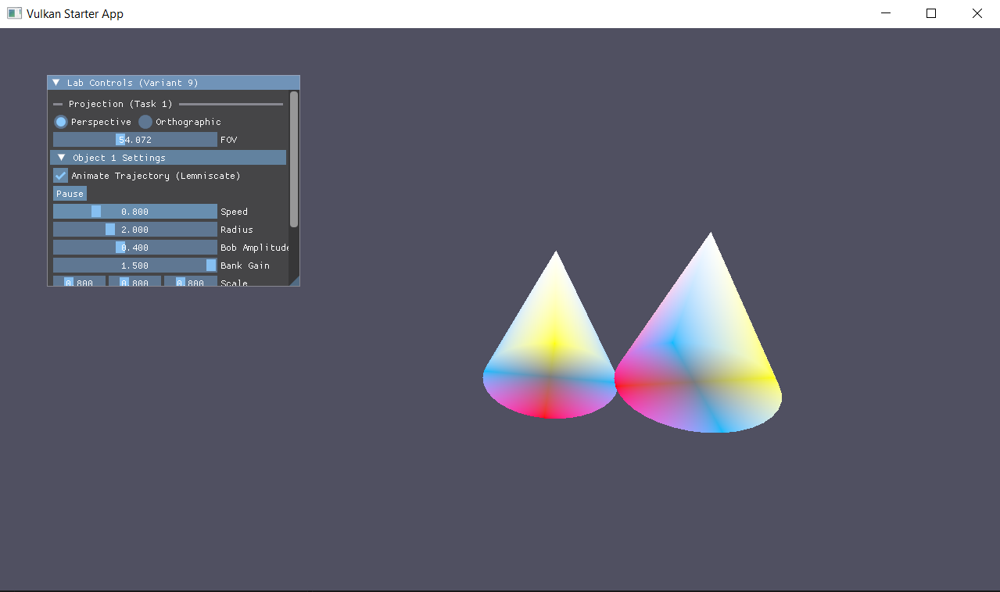 Vulkan Starter App
Lab Controls (Variant 9)
Projection (Task 1)
Perspective Orthographic
54.072 FOV
Object 1 Settings
Animate Trajectory (Lemniscate)
Pause
0.800 Speed
2.000 Radius
0.400 Bob Amplitude
1.500 Bank Gain
0.800 0.800 0.800 Scale